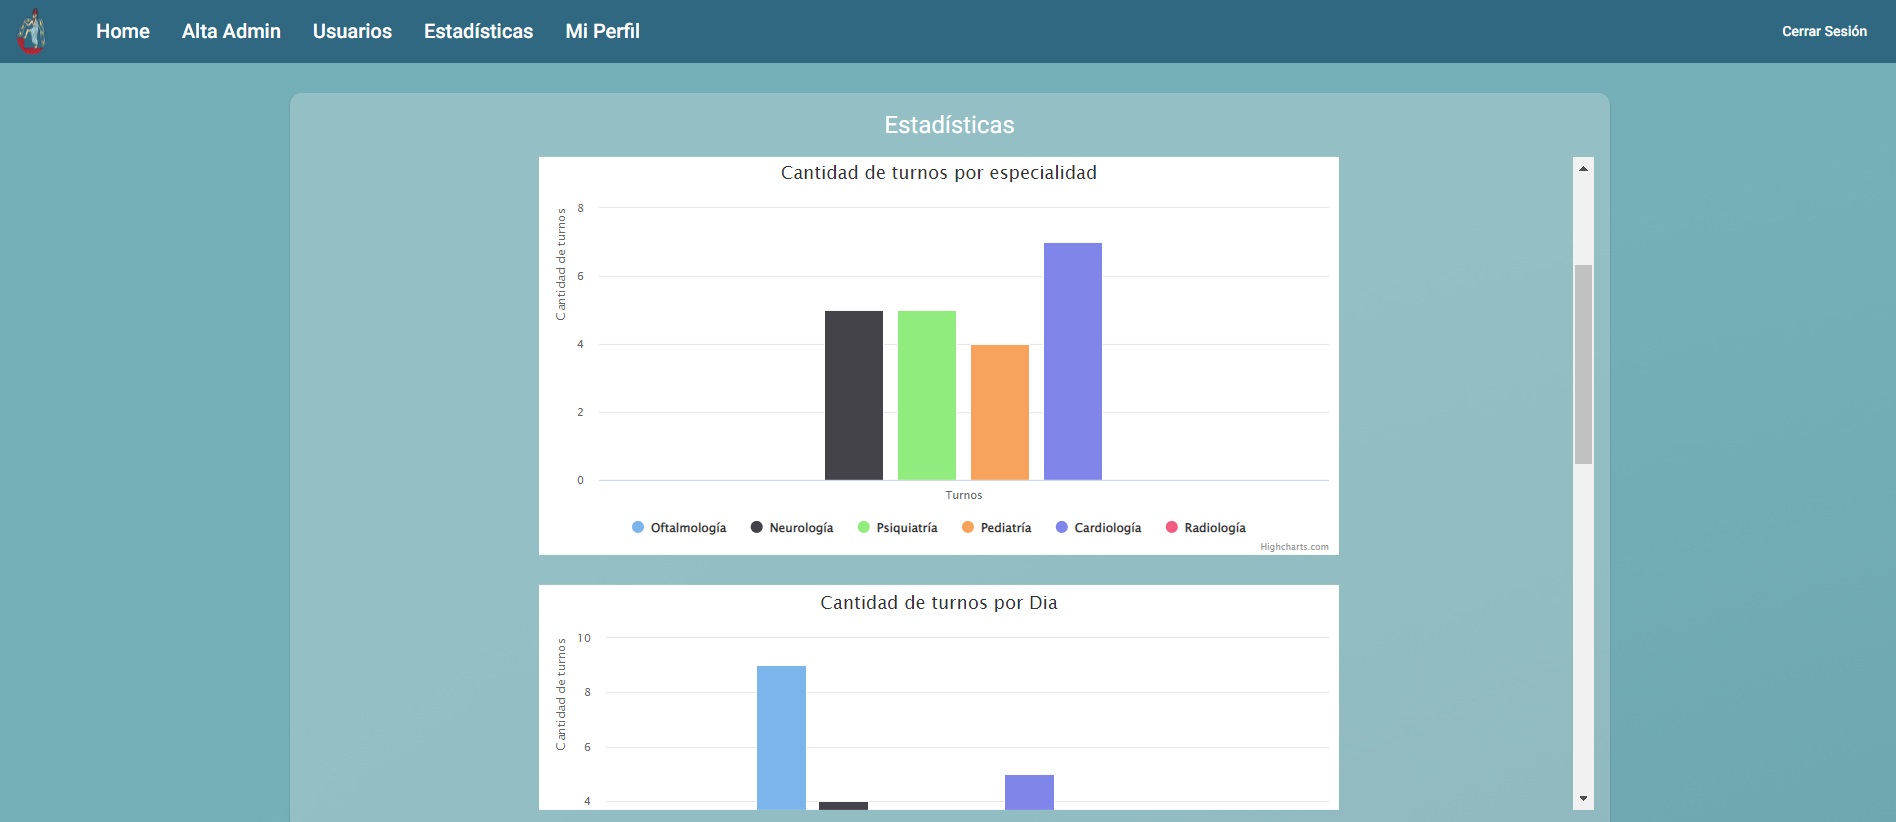 Home Alta Admin Usuarios Estadísticas Mi Perfil Cerrar Sesión
Estadísticas
Cantidad de turnos por especialidad
Cantidad de turnos
8
6
4
2
0
Turnos
Oftalmología Neurología Psiquiatría Pediatría Cardiología Radiología
Highcharts.com
Cantidad de turnos por Dia
Cantidad de turnos
10
8
6
4